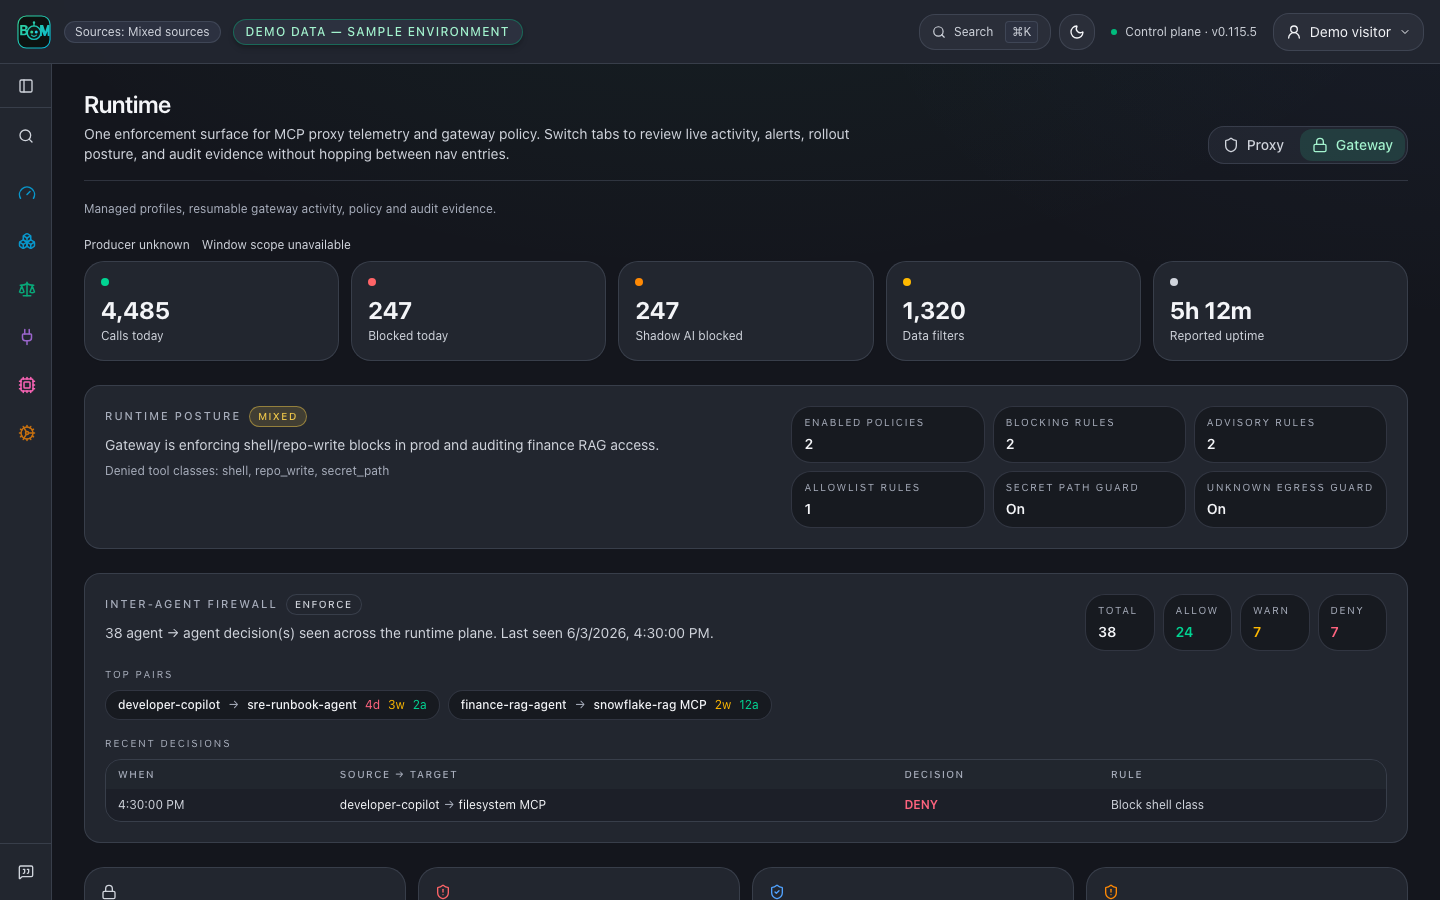 BOM
Sources: Mixed sources
DEMO DATA — SAMPLE ENVIRONMENT
Search ⌘K
Control plane · v0.115.5
Demo visitor
Runtime
One enforcement surface for MCP proxy telemetry and gateway policy. Switch tabs to review live activity, alerts, rollout
posture, and audit evidence without hopping between nav entries.
Proxy
Gateway
Managed profiles, resumable gateway activity, policy and audit evidence.
Producer unknown Window scope unavailable
4,485
Calls today
247
Blocked today
247
Shadow AI blocked
1,320
Data filters
5h 12m
Reported uptime
RUNTIME POSTURE MIXED
Gateway is enforcing shell/repo-write blocks in prod and auditing finance RAG access.
Denied tool classes: shell, repo_write, secret_path
ENABLED POLICIES
2
BLOCKING RULES
2
ADVISORY RULES
2
ALLOWLIST RULES
1
SECRET PATH GUARD
On
UNKNOWN EGRESS GUARD
On
INTER-AGENT FIREWALL ENFORCE
38 agent → agent decision(s) seen across the runtime plane. Last seen 6/3/2026, 4:30:00 PM.
TOTAL
38
ALLOW
24
WARN
7
DENY
7
TOP PAIRS
developer-copilot → sre-runbook-agent 4d 3w 2a
finance-rag-agent → snowflake-rag MCP 2w 12a
RECENT DECISIONS
WHEN SOURCE → TARGET DECISION RULE
4:30:00 PM developer-copilot → filesystem MCP DENY Block shell class